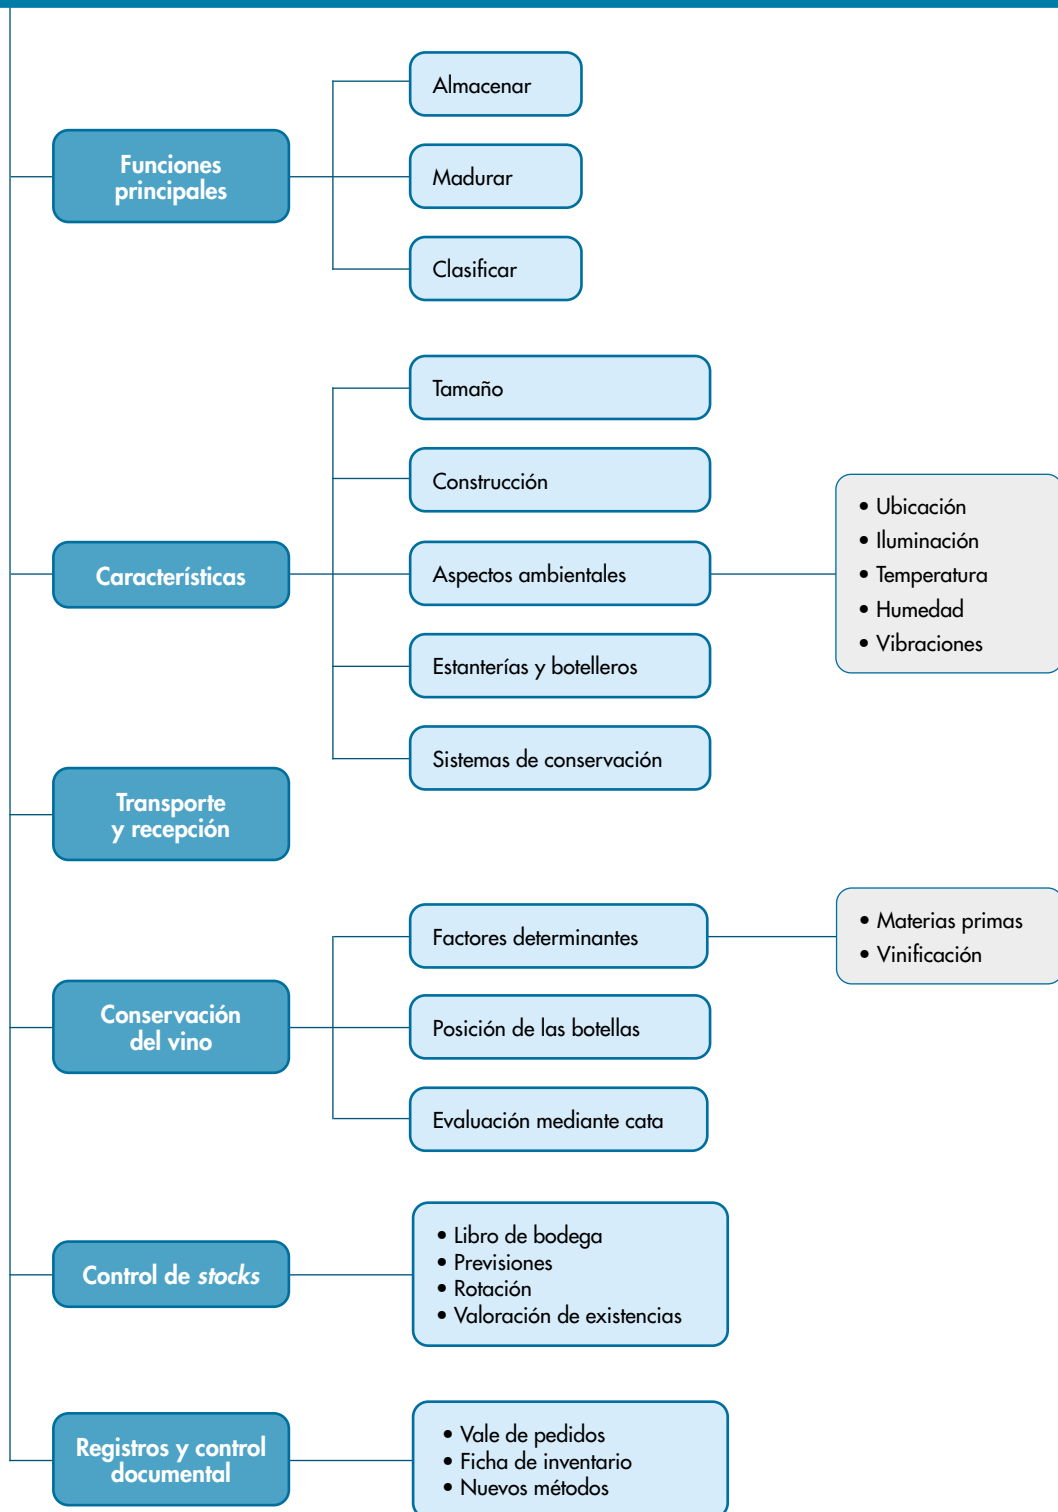 Funciones
principales
Almacenar
Madurar
Clasificar
Características
Tamaño
Construcción
Aspectos ambientales
• Ubicación
• Iluminación
• Temperatura
• Humedad
• Vibraciones
Estanterías y botelleros
Sistemas de conservación
Transporte
y recepción
Conservación
del vino
Factores determinantes
• Materias primas
• Vinificación
Posición de las botellas
Evaluación mediante cata
Control de stocks
• Libro de bodega
• Previsiones
• Rotación
• Valoración de existencias
Registros y control
documental
• Vale de pedidos
• Ficha de inventario
• Nuevos métodos